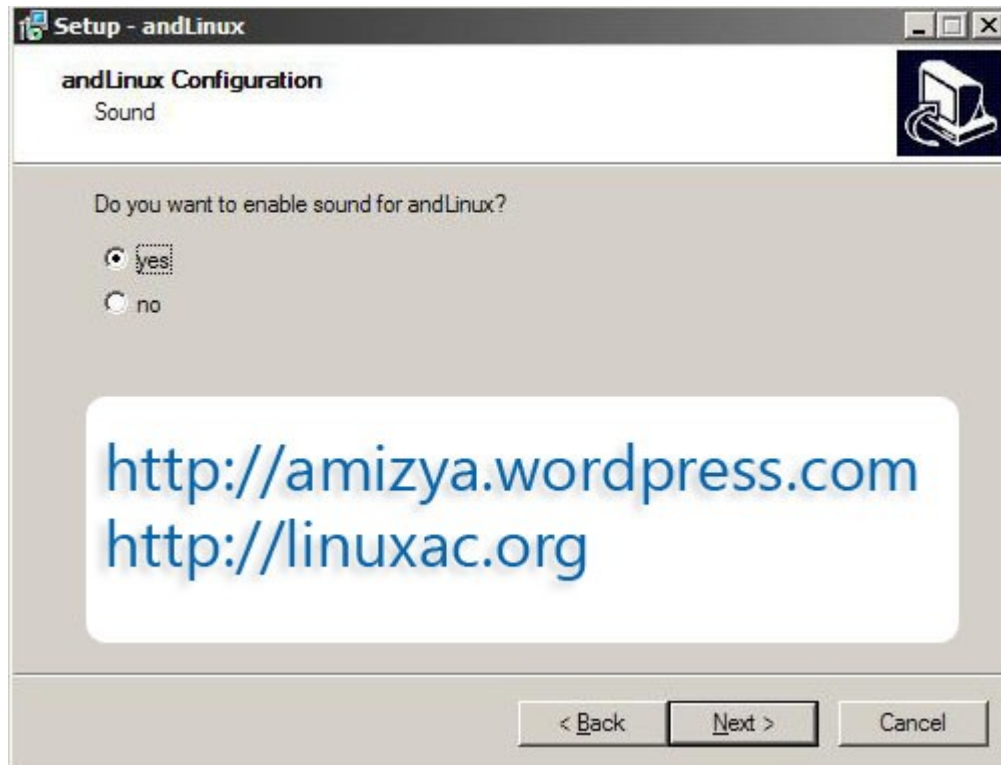 Setup - andLinux
andLinux Configuration
Sound
Do you want to enable sound for andLinux?
yes
no
http://amizya.wordpress.com
http://linuxac.org
< Back Next > Cancel